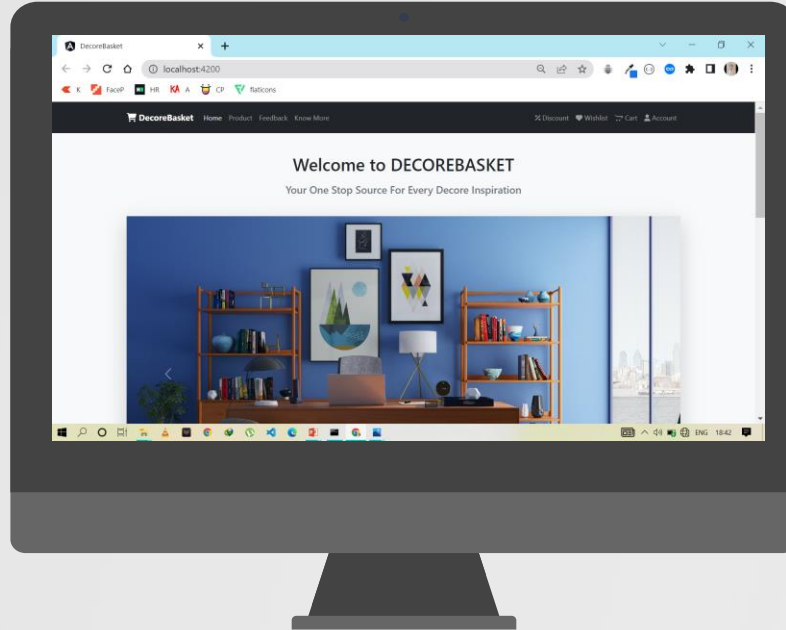 DecoreBasket
localhost:4200
K FaceP HR KA A CP flaticons
DecoreBasket Home Product Feedback Know More Discount Wishlist Cart Account
Welcome to DECOREBASKET
Your One Stop Source For Every Decore Inspiration
ENG 18:42